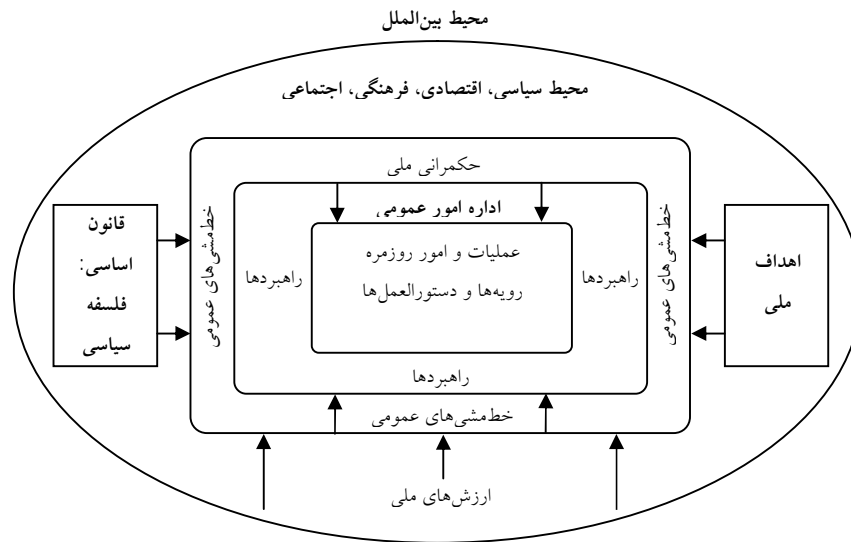 محیط بین‌الملل
محیط سیاسی، اقتصادی، فرهنگی، اجتماعی
حکمرانی ملی
اهداف
ملی
خط‌مشی‌های عمومی
راهبردها
اداره امور عمومی
عملیات و امور روزمره
رویه‌ها و دستورالعمل‌ها
راهبردها
خط‌مشی‌های عمومی
قانون
اساسی:
فلسفه
سیاسی
راهبردها
خط‌مشی‌های عمومی
ارزش‌های ملی